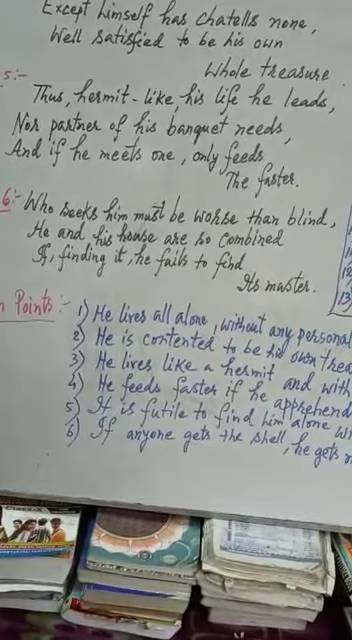 Except himself has chatells none,
Well satisfied to be his own
Whole treasure
5:-
Thus, hermit-like, his life he leads,
Nor partner of his banquet needs,
And if he meets one, only feeds
The faster.
6:- Who seeks him must be worse than blind,
He and his house are so combined
If, finding it, he fails to find
Its master.
Points:-
1) He lives all alone, without any personal
2) He is contented to be his own trea
3) He lives like a hermit and with
4) He feeds faster if he apprehend
5) It is futile to find him alone wi
6) If anyone gets the shell, he gets